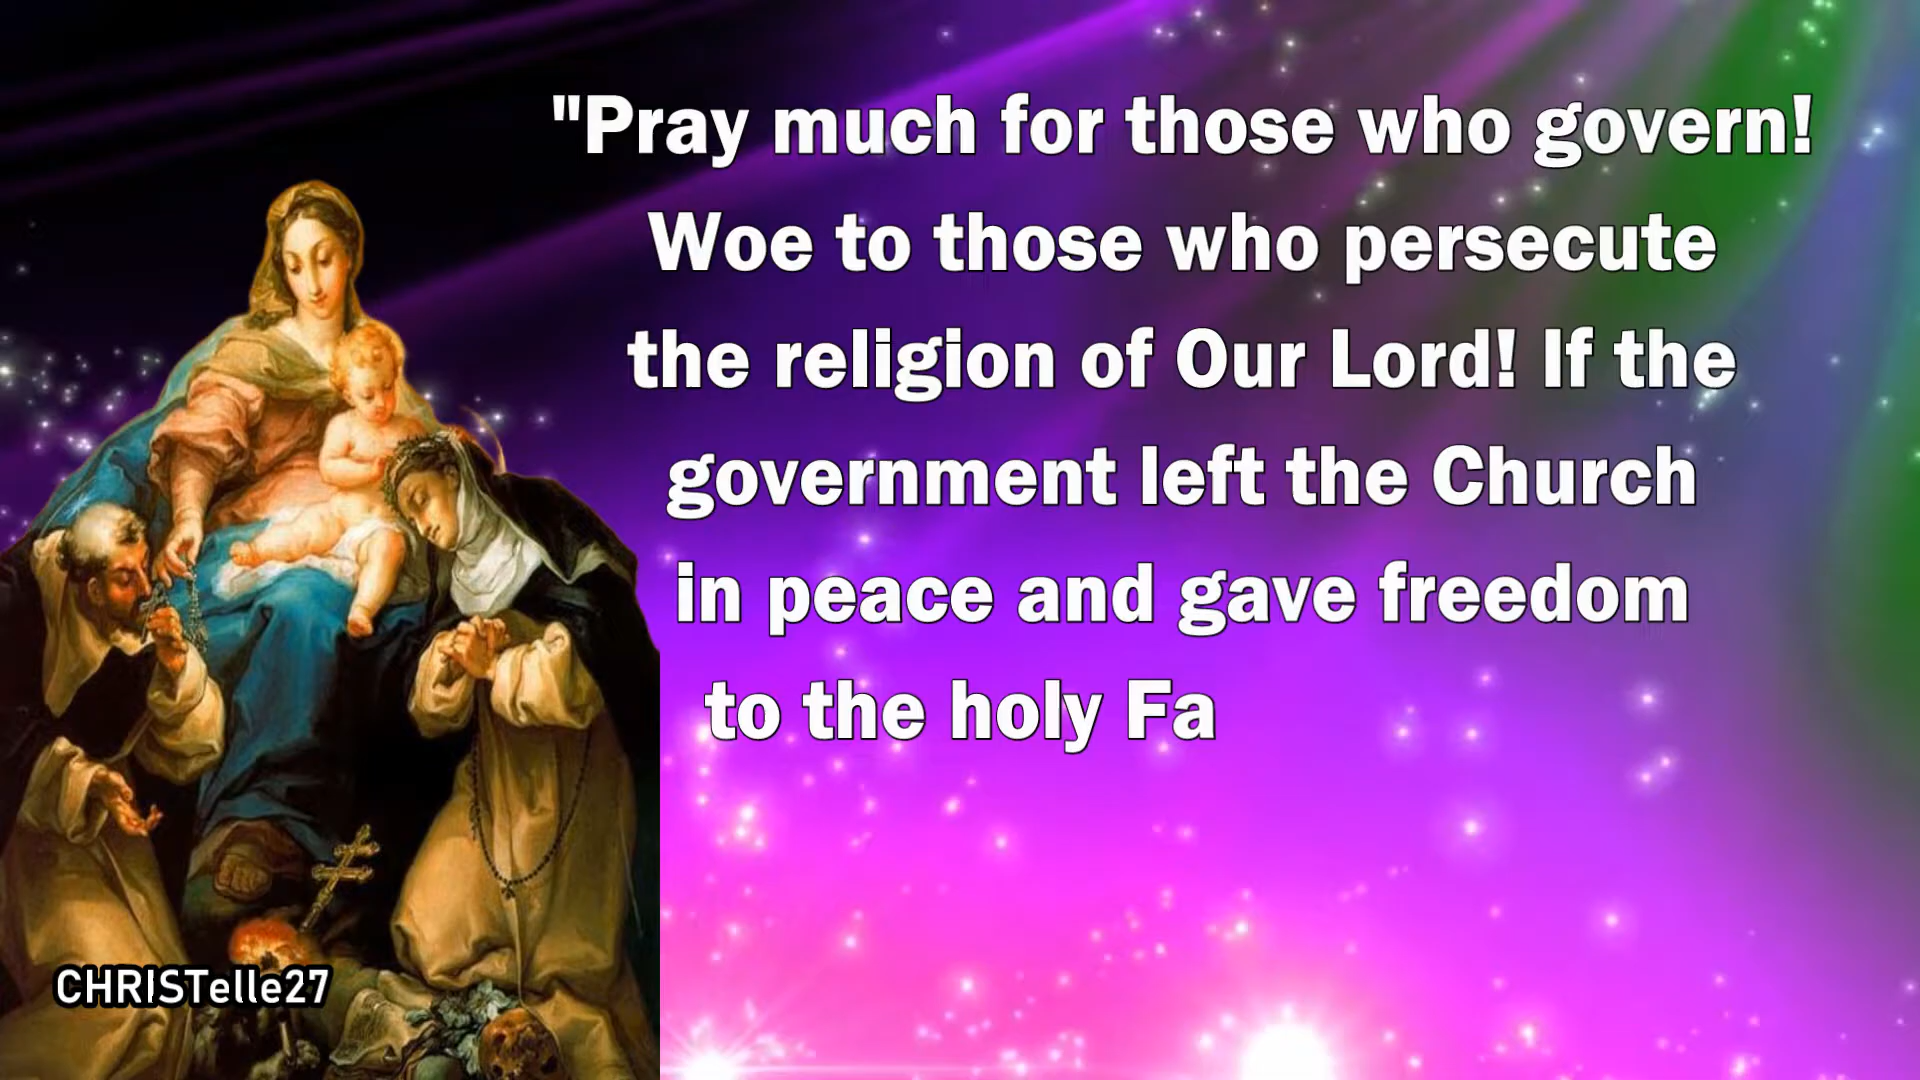 "Pray much for those who govern!
Woe to those who persecute
the religion of Our Lord! If the
government left the Church
in peace and gave freedom
to the holy Fa
CHRISTelle27